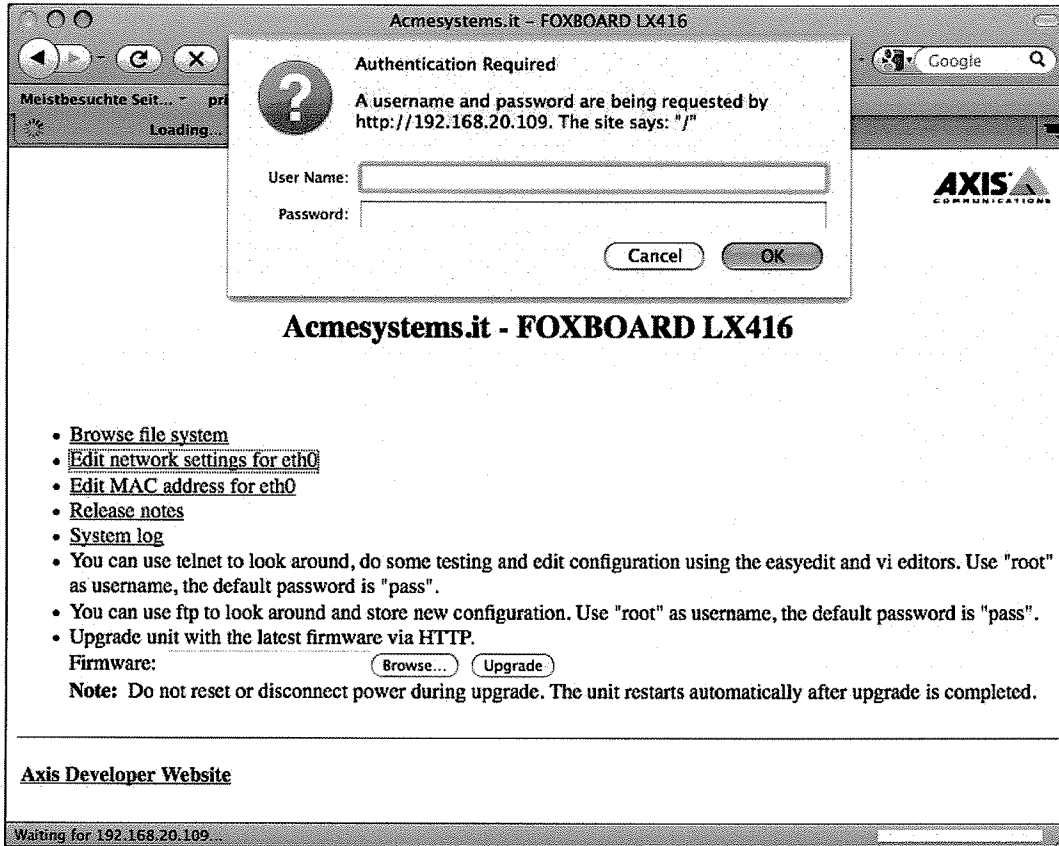 Acmesystems.it – FOXBOARD LX416
Google
Authentication Required
A username and password are being requested by
http://192.168.20.109. The site says: "/"
User Name:
Password:
Cancel OK
Meistbesuchte Seit... pri
Loading...
AXIS
COMMUNICATIONS
Acmesystems.it - FOXBOARD LX416
• Browse file system
• Edit network settings for eth0
• Edit MAC address for eth0
• Release notes
• System log
• You can use telnet to look around, do some testing and edit configuration using the easyedit and vi editors. Use "root"
as username, the default password is "pass".
• You can use ftp to look around and store new configuration. Use "root" as username, the default password is "pass".
• Upgrade unit with the latest firmware via HTTP.
Firmware: Browse... Upgrade
Note: Do not reset or disconnect power during upgrade. The unit restarts automatically after upgrade is completed.
Axis Developer Website
Waiting for 192.168.20.109...